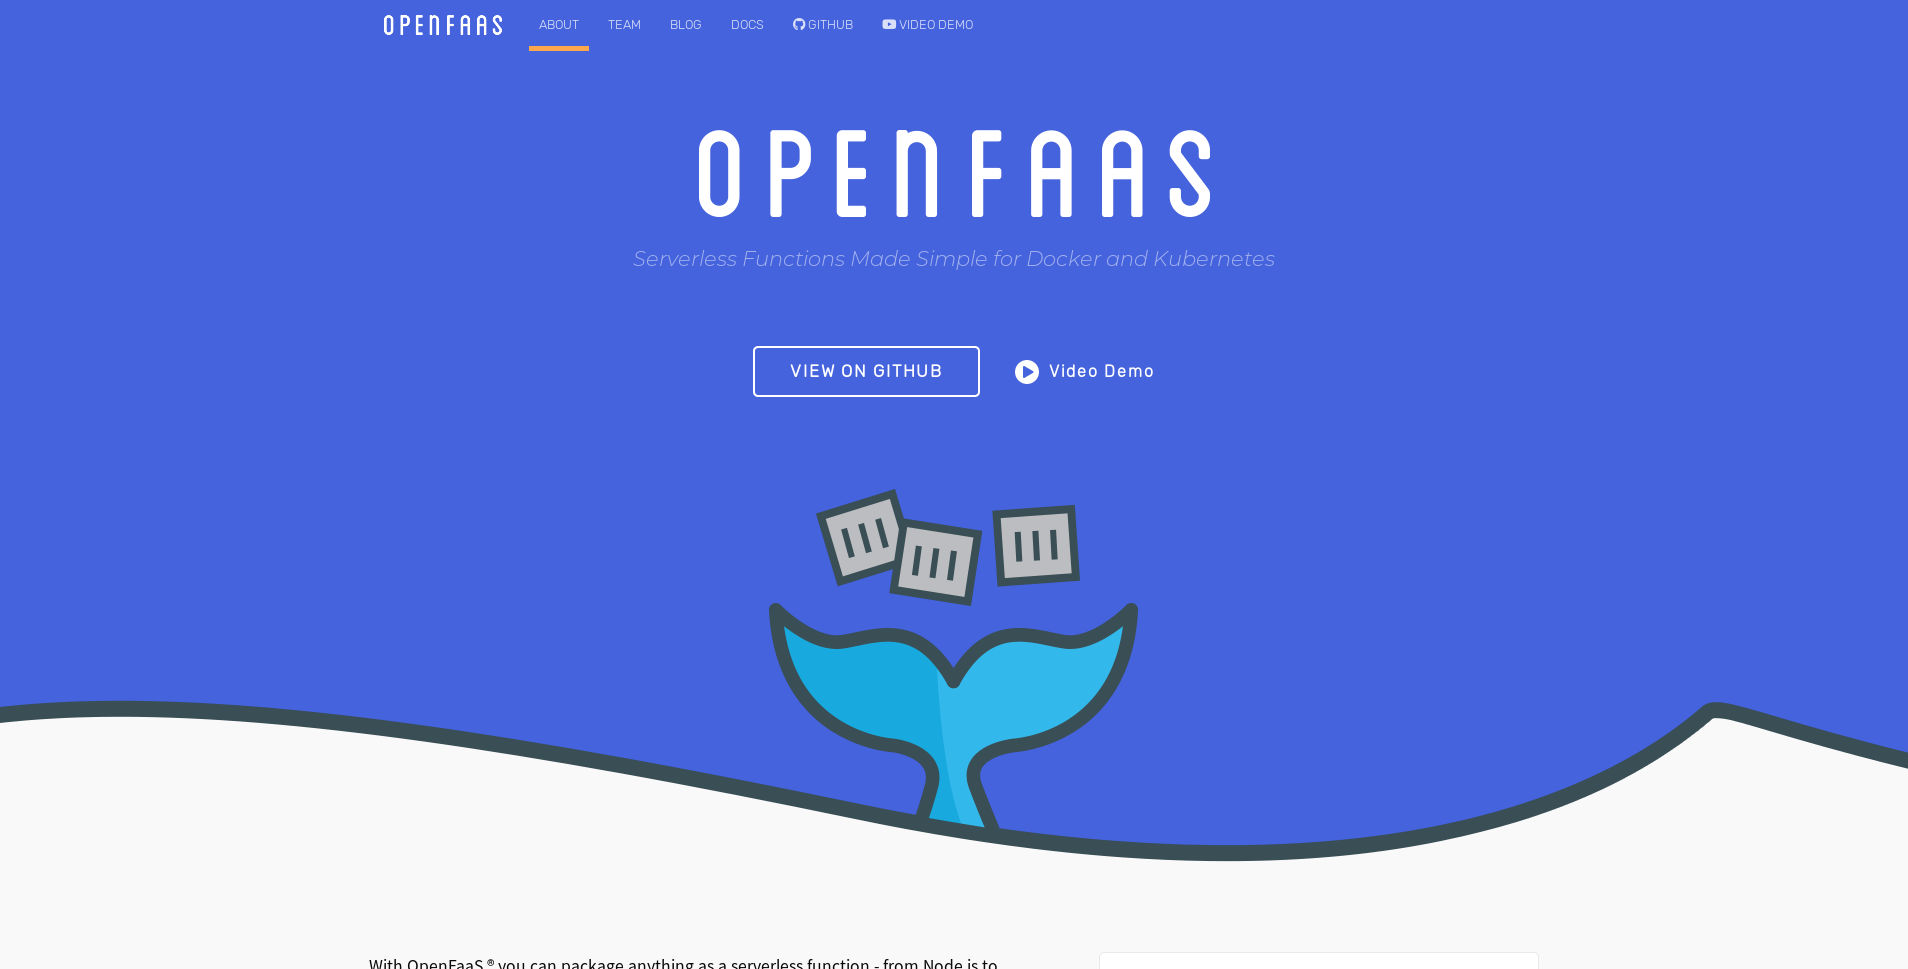 OPENFAAS ABOUT TEAM BLOG DOCS GITHUB VIDEO DEMO
OPENFAAS
Serverless Functions Made Simple for Docker and Kubernetes
VIEW ON GITHUB Video Demo
With OpenFaaS ® you can package anything as a serverless function - from Node.js to